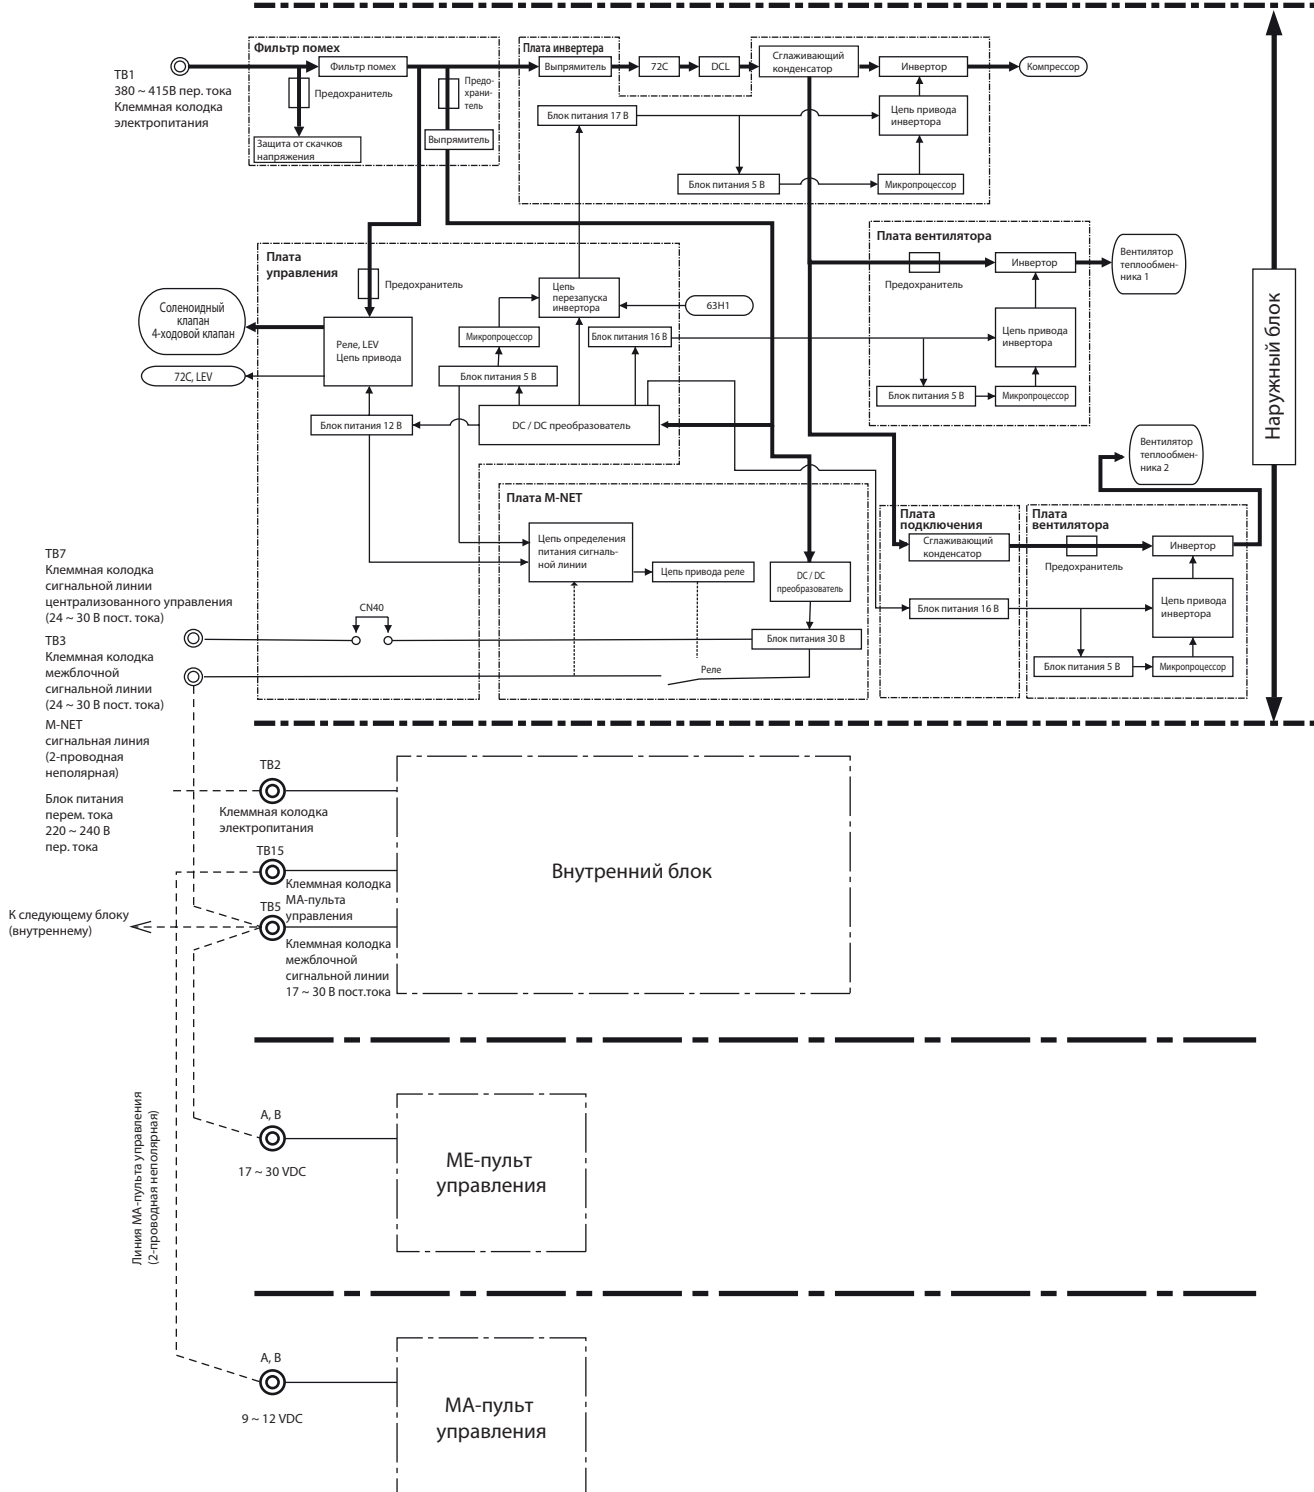 Фильтр помех
Плата инвертера
TB1
380 ~ 415В пер. тока
Клеммная колодка
электропитания
Фильтр помех
Предохранитель
Предо-
храни-
тель
Защита от скачков
напряжения
Выпрямитель
Выпрямитель
72C
DCL
Сглаживающий
конденсатор
Инвертор
Компрессор
Блок питания 17 В
Цепь привода
инвертора
Блок питания 5 В
Микропроцессор
Плата
управления
Предохранитель
Соленоидный
клапан
4-ходовой клапан
Реле, LEV
Цепь привода
72C, LEV
Цепь
перезапуска
инвертора
63H1
Микропроцессор
Блок питания 16 В
Блок питания 5 В
Блок питания 12 В
DC / DC преобразователь
Плата вентилятора
Предохранитель
Инвертор
Вентилятор
теплообмен-
ника 1
Цепь привода
инвертора
Блок питания 5 В
Микропроцессор
Наружный блок
Вентилятор
теплообмен-
ника 2
Плата M-NET
Цепь определения
питания сигналь-
ной линии
Цепь привода реле
DC / DC
преобразователь
Блок питания 30 В
Реле
CN40
Плата
подключения
Сглаживающий
конденсатор
Блок питания 16 В
Плата
вентилятора
Предохранитель
Инвертор
Цепь привода
инвертора
Блок питания 5 В
Микропроцессор
TB7
Клеммная колодка
сигнальной линии
централизованного управления
(24 ~ 30 В пост. тока)
TB3
Клеммная колодка
межблочной
сигнальной линии
(24 ~ 30 В пост. тока)
M-NET
сигнальная линия
(2-проводная
неполярная)
Блок питания
перем. тока
220 ~ 240 В
пер. тока
TB2
Клеммная колодка
электропитания
TB15
Клеммная колодка
МА-пульта
управления
TB5
Клеммная колодка
межблочной
сигнальной линии
17 ~ 30 В пост.тока
Внутренний блок
К следующему блоку
(внутреннему)
Линия МА-пульта управления
(2-проводная неполярная)
A, B
17 ~ 30 VDC
МЕ-пульт
управления
A, B
9 ~ 12 VDC
МА-пульт
управления